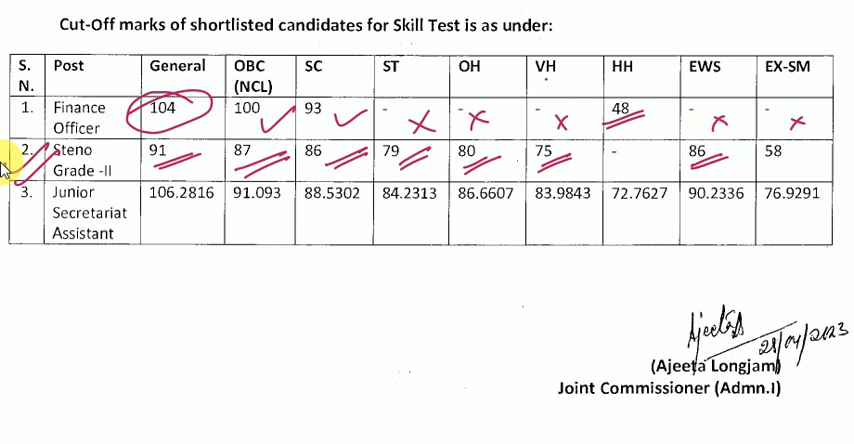 Cut-Off marks of shortlisted candidates for Skill Test is as under:
S. N. Post General OBC (NCL) SC ST OH VH HH EWS EX-SM
1. Finance Officer 104 100 93 - - - 48 - -
2. Steno Grade -II 91 87 86 79 80 75 - 86 58
3. Junior Secretariat Assistant 106.2816 91.093 88.5302 84.2313 86.6607 83.9843 72.7627 90.2336 76.9291
Ajeeta
28/04/2023
(Ajeeta Longjam)
Joint Commissioner (Admn.I)